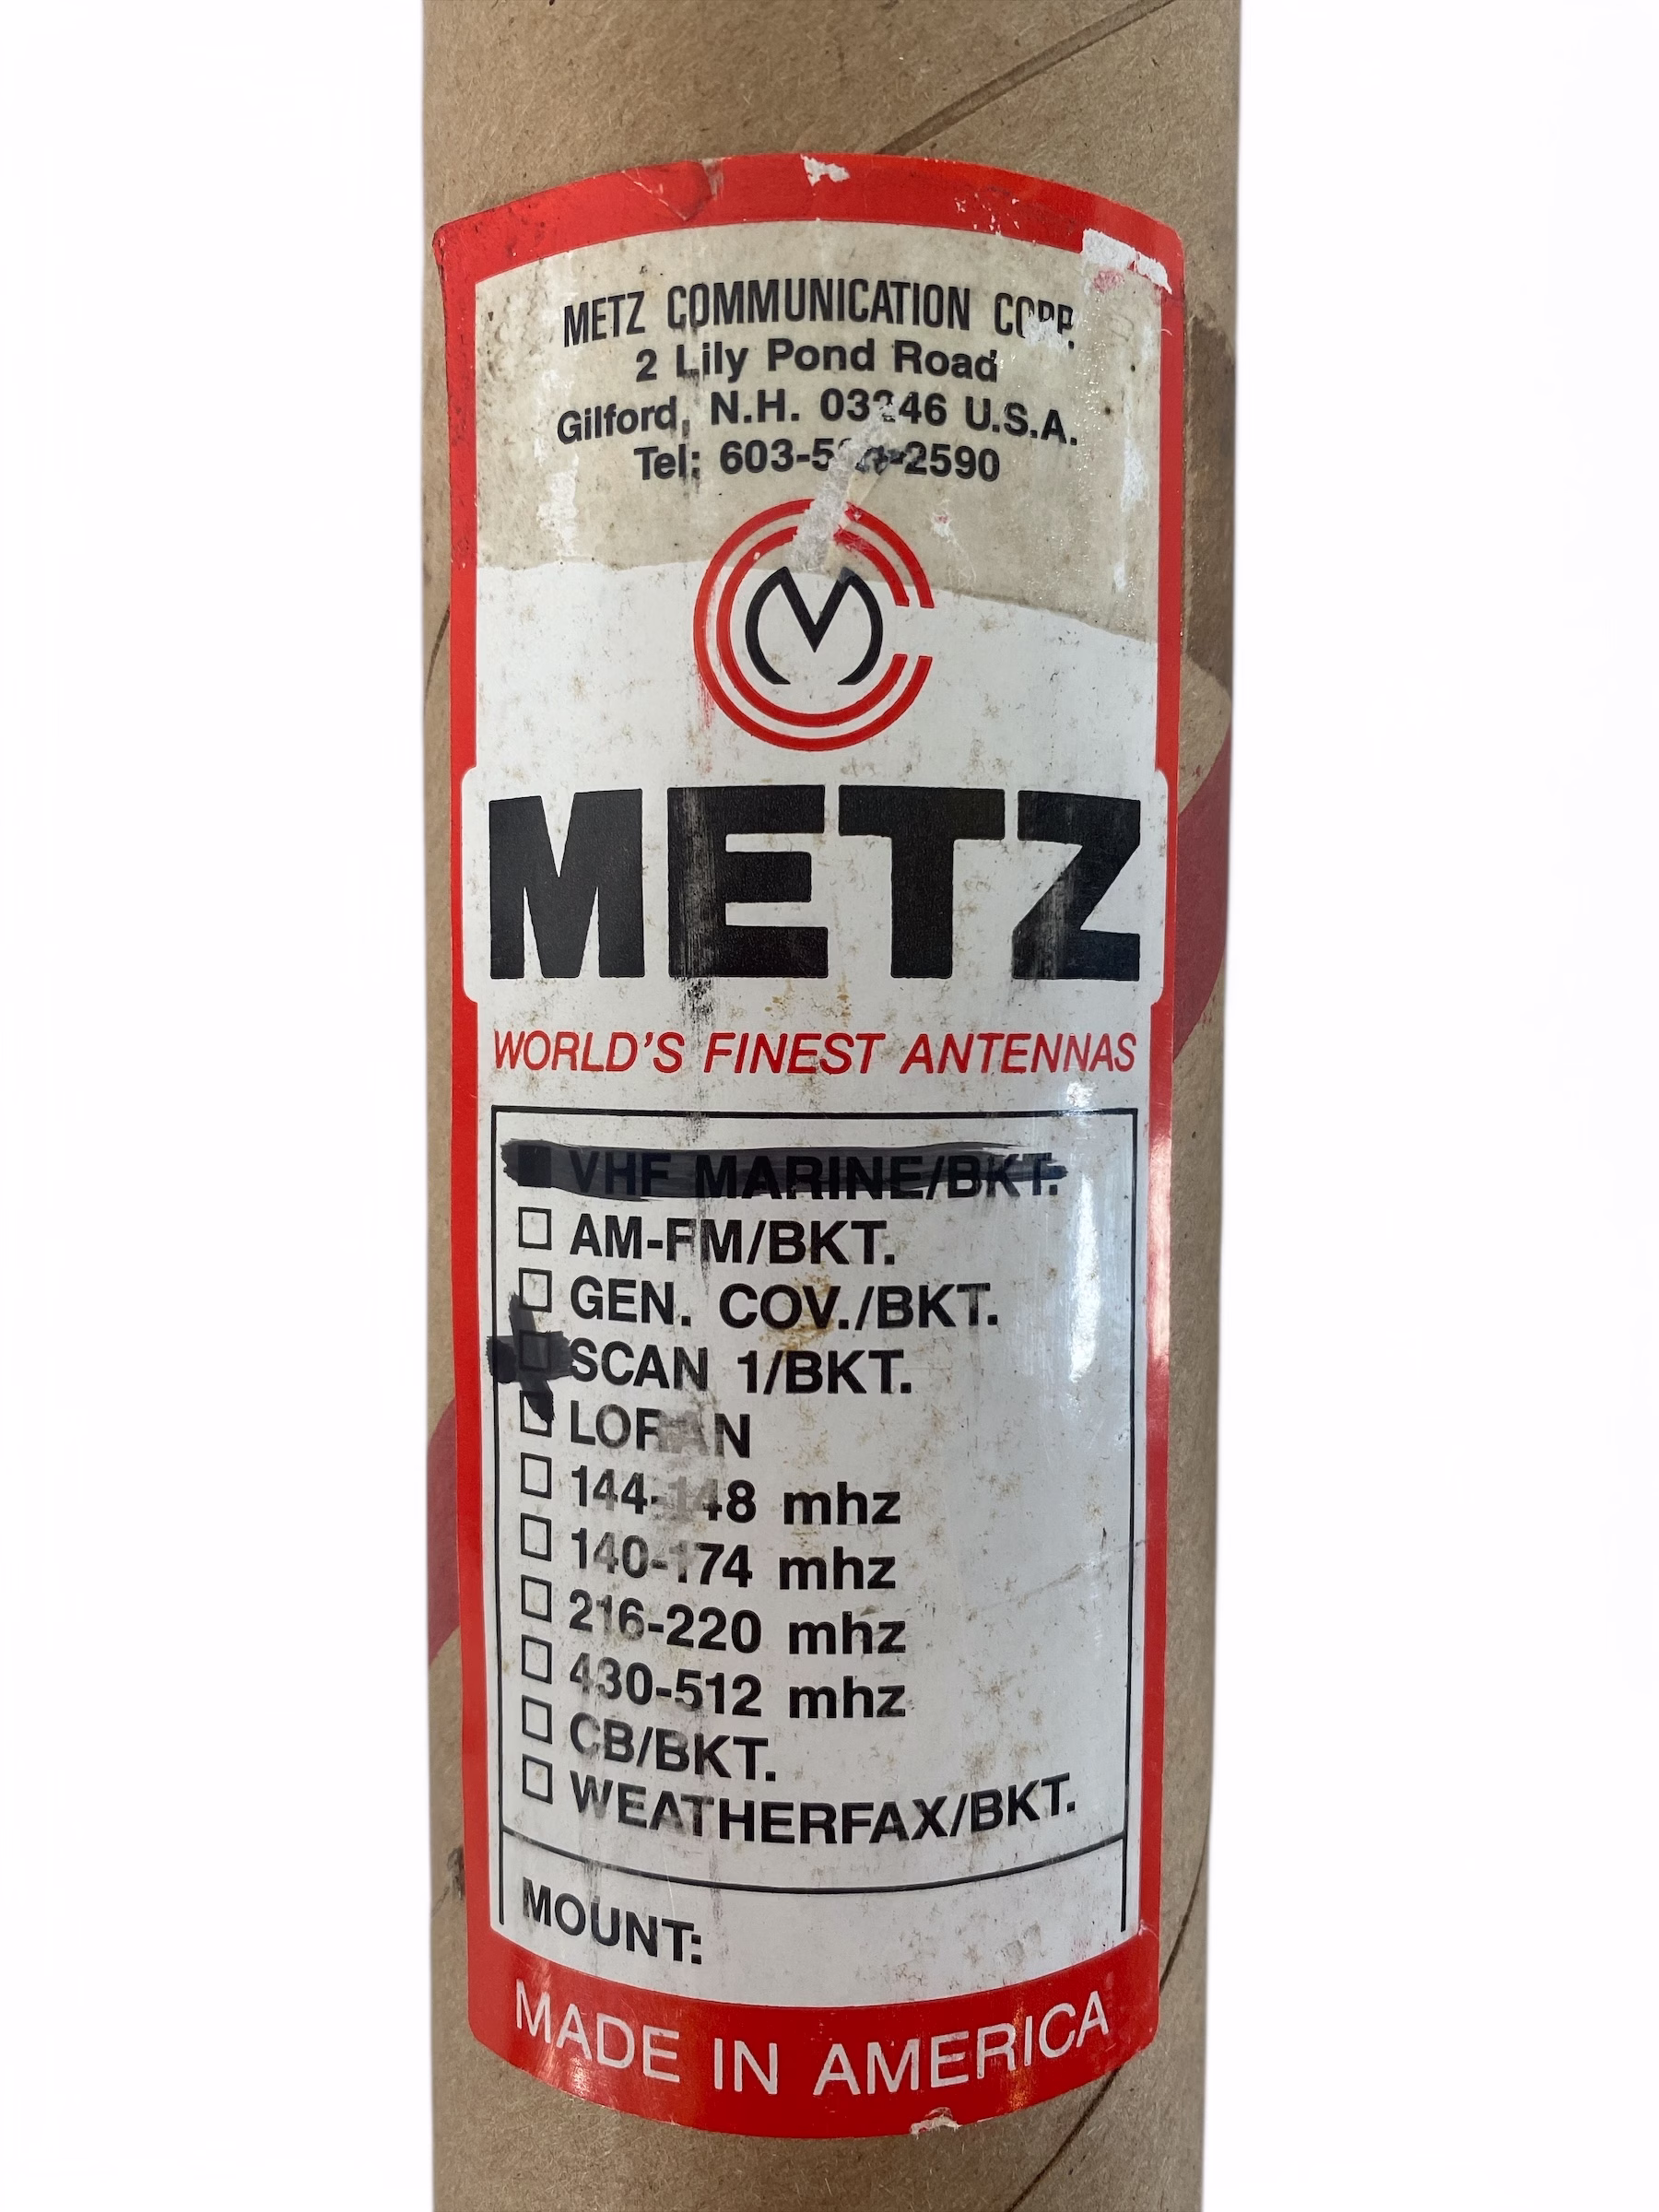 METZ COMMUNICATION CORP.
2 Lily Pond Road
Gilford, N.H. 03246 U.S.A.
Tel:
METZ
WORLD'S FINEST ANTENNAS
VHF MARINE/BKT.
AM-FM/BKT.
GEN. COV./BKT.
SCAN 1/BKT.
LORAN
144-148 mhz
140-174 mhz
216-220 mhz
430-512 mhz
CB/BKT.
WEATHERFAX/BKT.
MOUNT:
MADE IN AMERICA